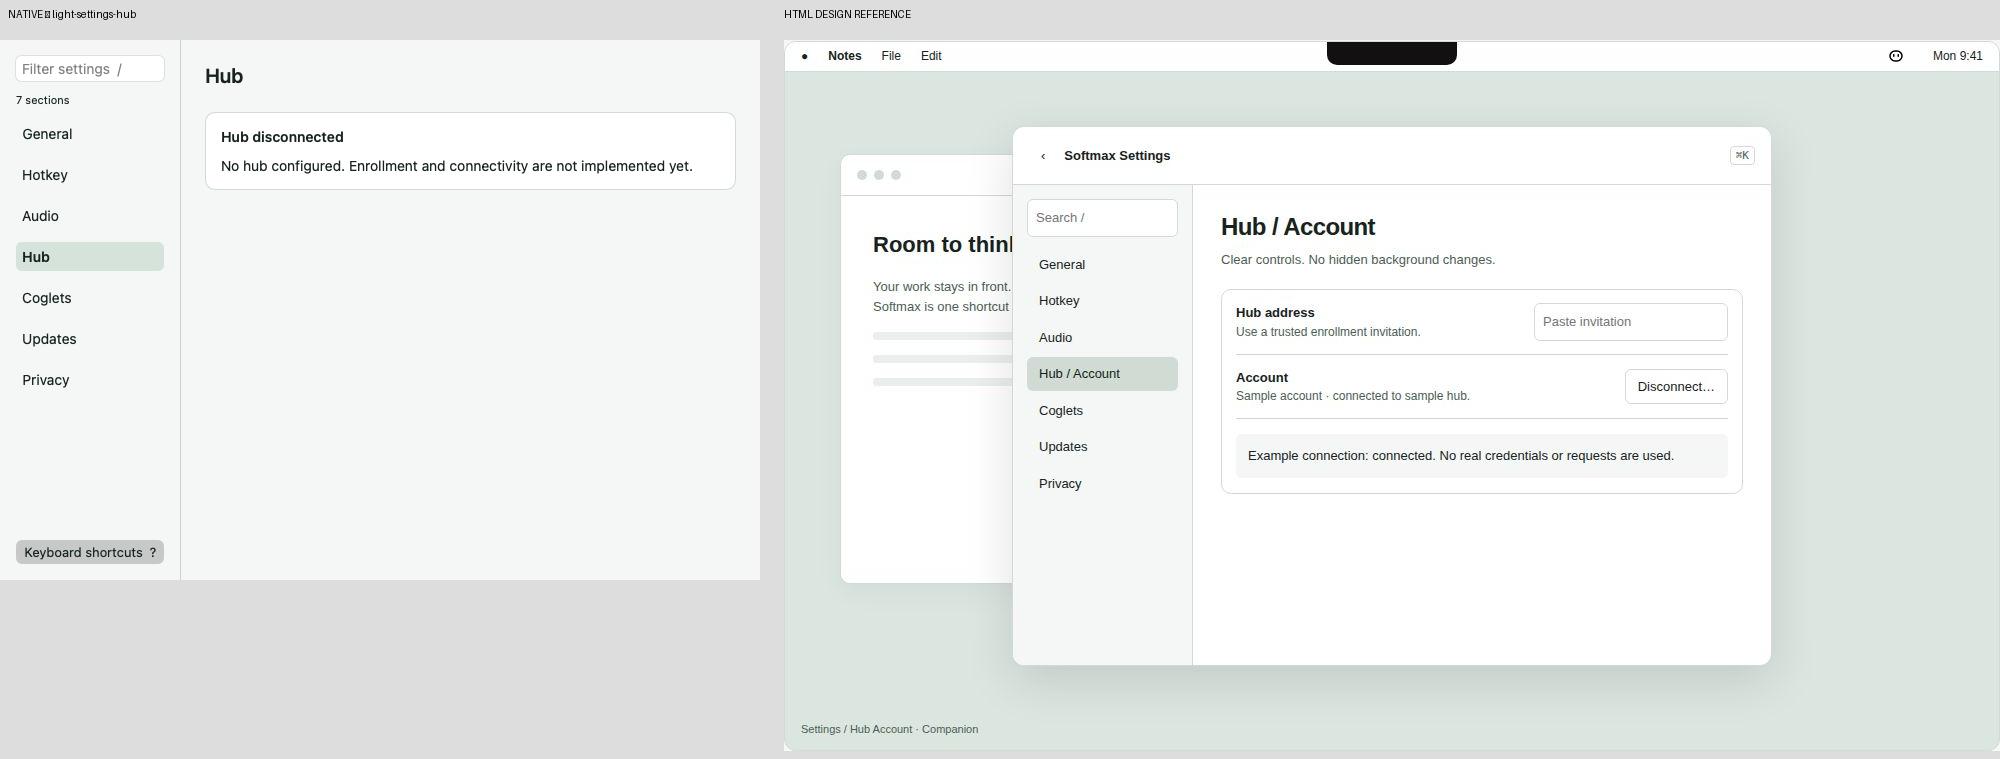 NATIVE light-settings-hub
Filter settings /
7 sections
General
Hotkey
Audio
Hub
Coglets
Updates
Privacy
Keyboard shortcuts ?
Hub
Hub disconnected
No hub configured. Enrollment and connectivity are not implemented yet.
HTML DESIGN REFERENCE
Notes File Edit
Mon 9:41
Room to think
Your work stays in front.
Softmax is one shortcut
‹ Softmax Settings
⌘K
Search /
General
Hotkey
Audio
Hub / Account
Coglets
Updates
Privacy
Hub / Account
Clear controls. No hidden background changes.
Hub address
Use a trusted enrollment invitation.
Paste invitation
Account
Sample account · connected to sample hub.
Disconnect…
Example connection: connected. No real credentials or requests are used.
Settings / Hub Account · Companion